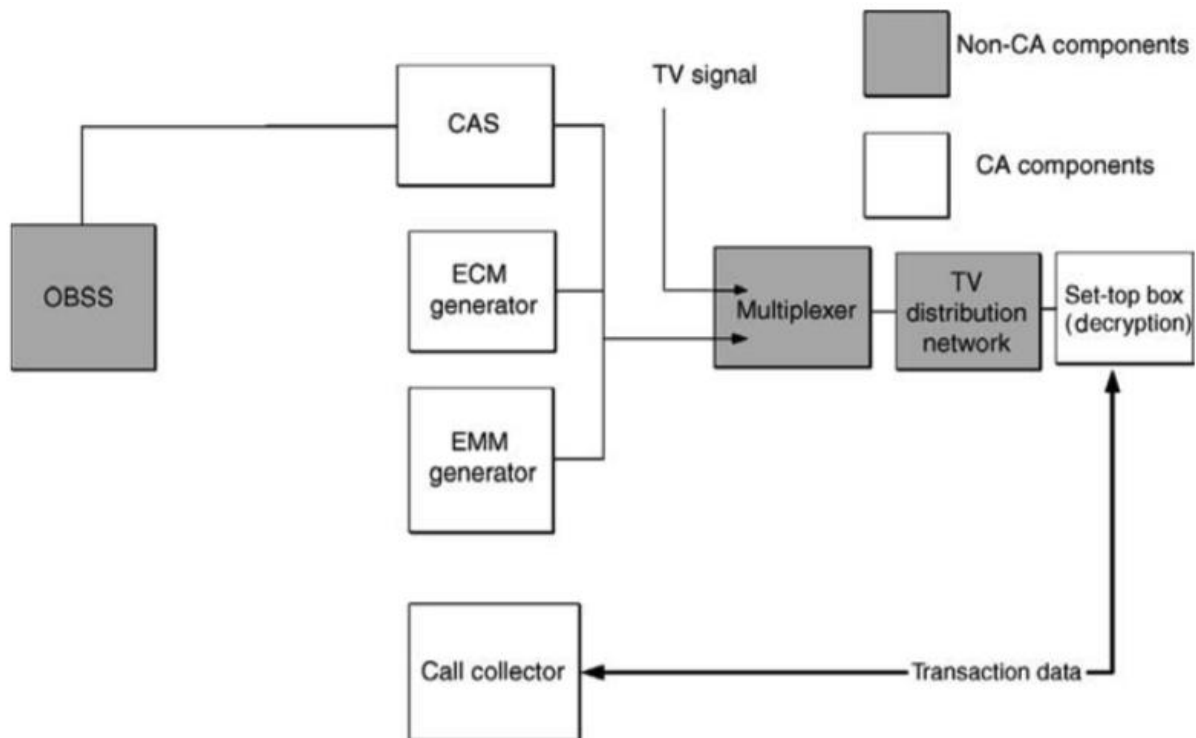 Non-CA components
TV signal
CAS
CA components
OBSS
ECM
generator
Multiplexer
TV
distribution
network
Set-top box
(decryption)
EMM
generator
Call collector
Transaction data